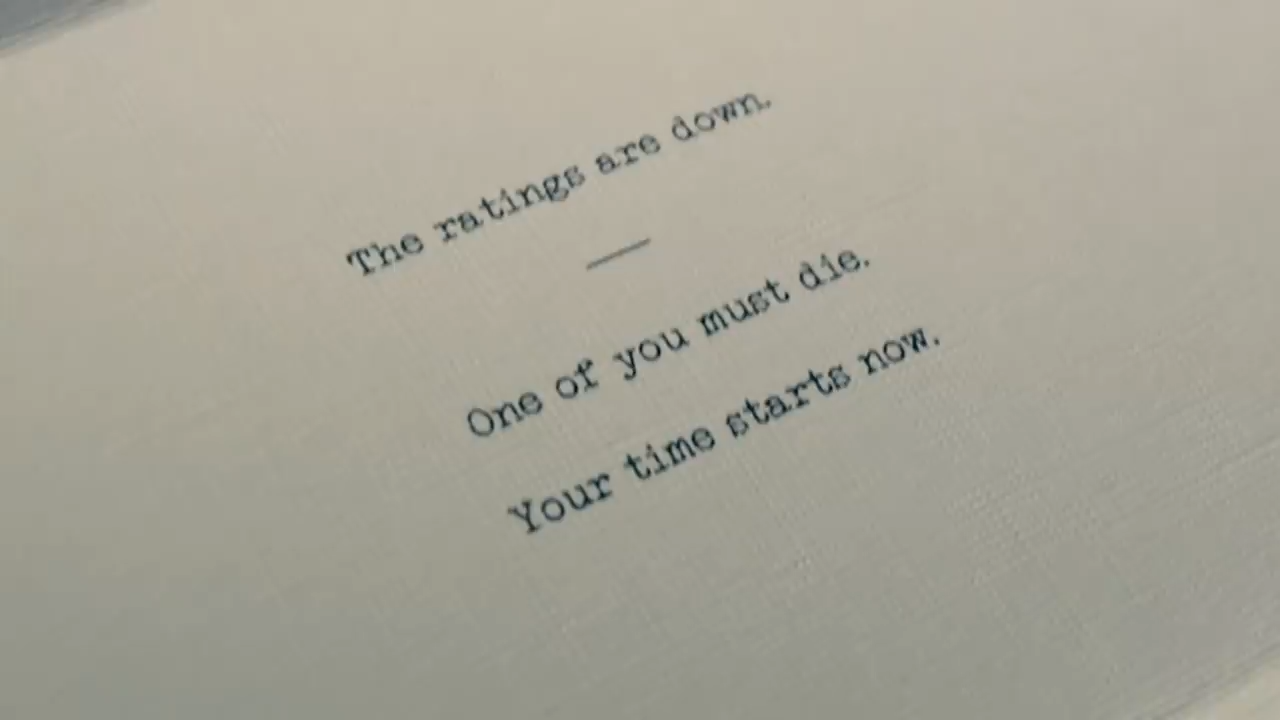 The ratings are down.
One of you must die.
Your time starts now.